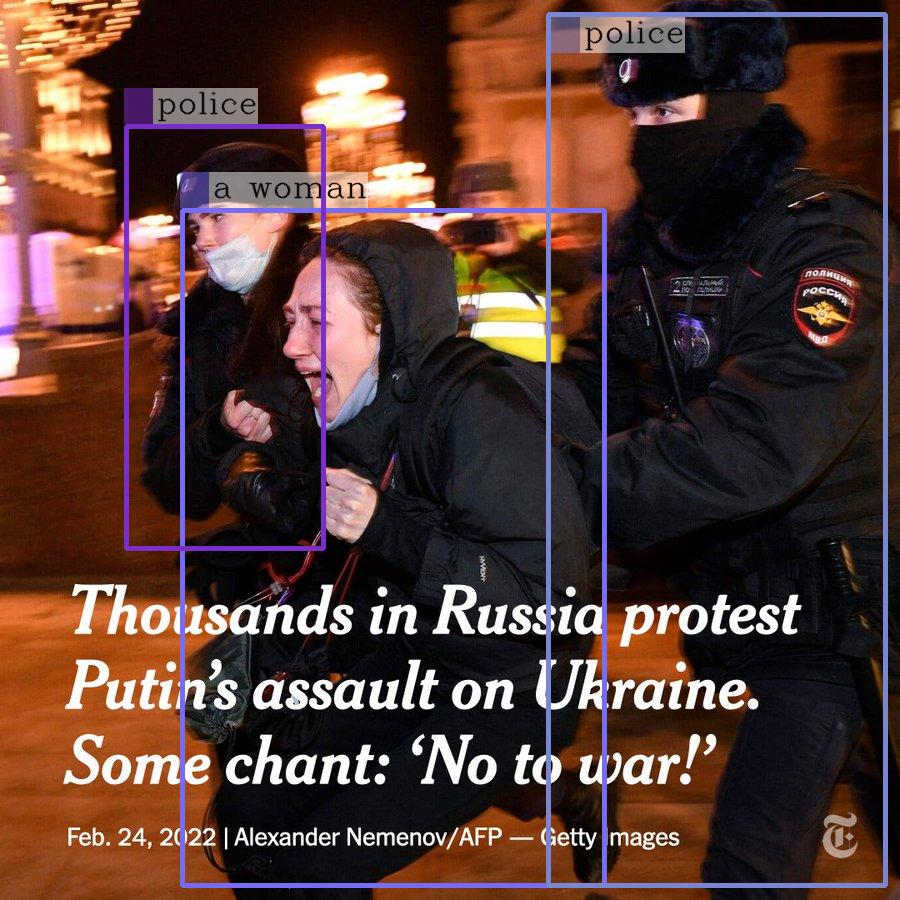 police
police
a woman
ПОЛИЦИЯ
РОССИЯ
МВД
Thousands in Russia protest
Putin's assault on Ukraine.
Some chant: 'No to war!'
Feb. 24, 2022 | Alexander Nemenov/AFP — Getty Images